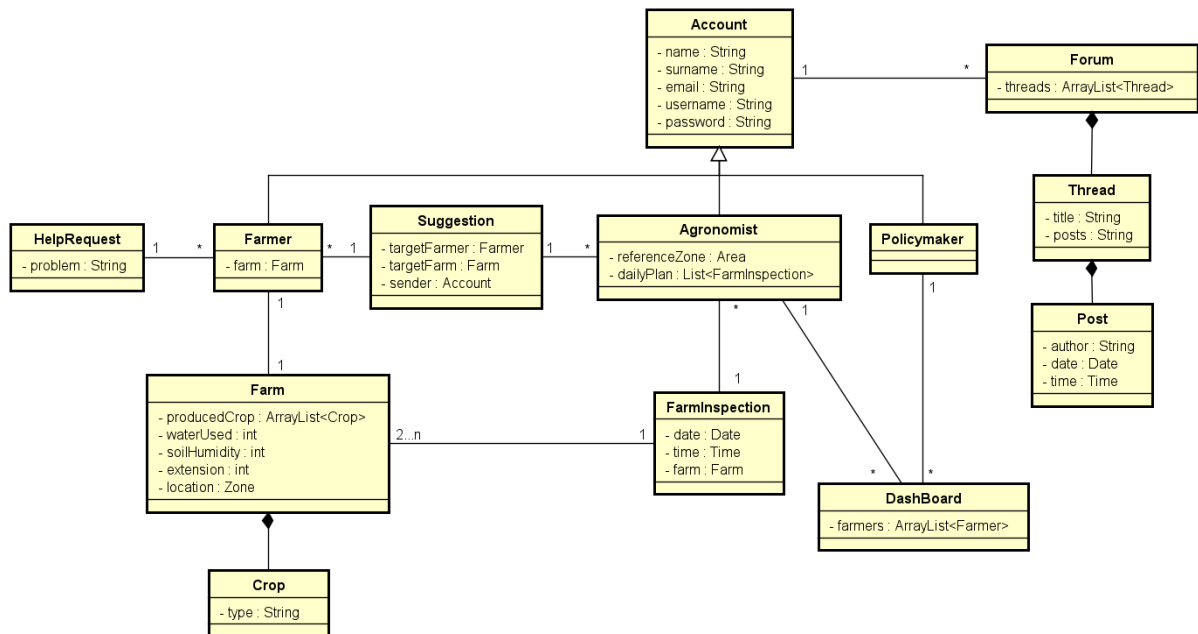 Account
- name : String
- surname : String
- email : String
- username : String
- password : String
1
*
Forum
- threads : ArrayList<Thread>
Thread
- title : String
- posts : String
Post
- author : String
- date : Date
- time : Time
HelpRequest
- problem : String
1
*
Farmer
- farm : Farm
*
1
Suggestion
- targetFarmer : Farmer
- targetFarm : Farm
- sender : Account
1
*
Agronomist
- referenceZone : Area
- dailyPlan : List<FarmInspection>
Policymaker
1
1
*
1
1
Farm
- producedCrop : ArrayList<Crop>
- waterUsed : int
- soilHumidity : int
- extension : int
- location : Zone
2...n
1
FarmInspection
- date : Date
- time : Time
- farm : Farm
1
*
*
DashBoard
- farmers : ArrayList<Farmer>
Crop
- type : String